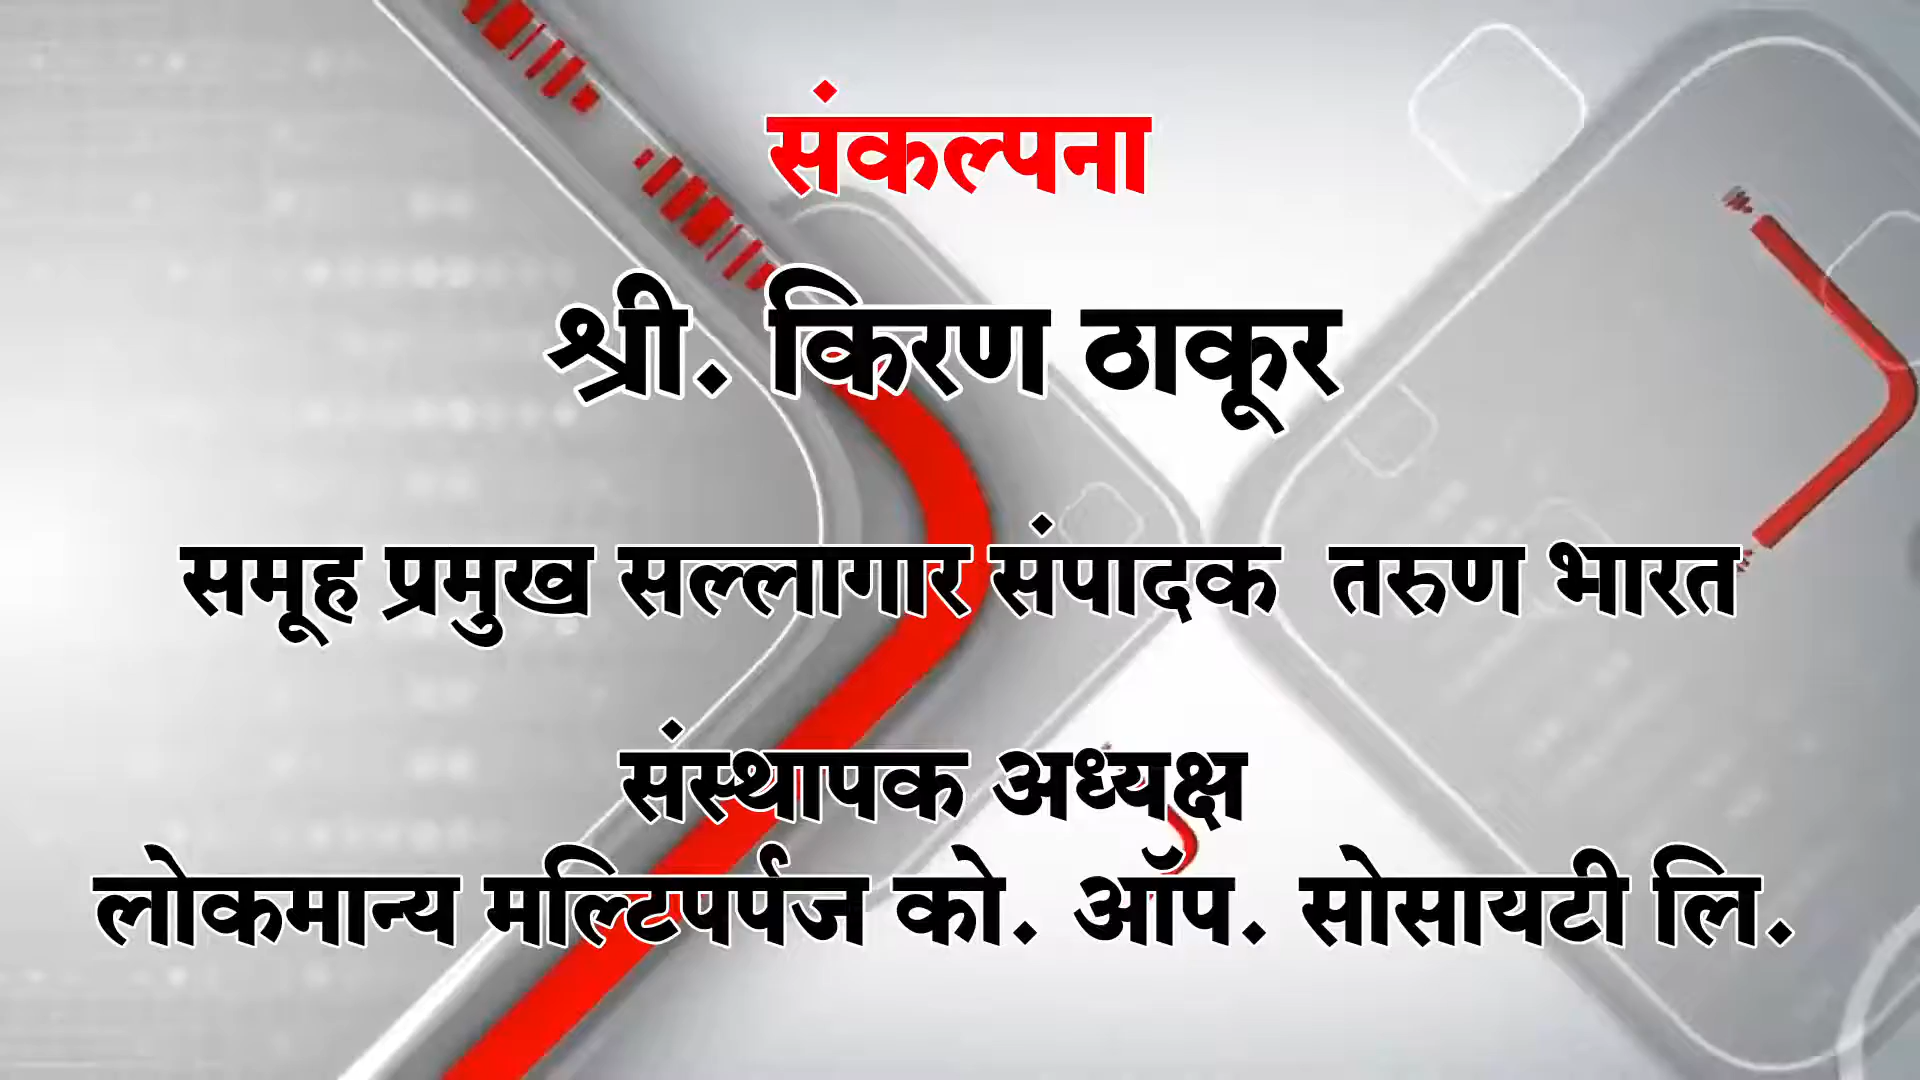 संकल्पना
श्री. किरण ठाकूर
समूह प्रमुख सल्लागार संपादक तरुण भारत
संस्थापक अध्यक्ष
लोकमान्य मल्टिपर्पज को. ऑप. सोसायटी लि.